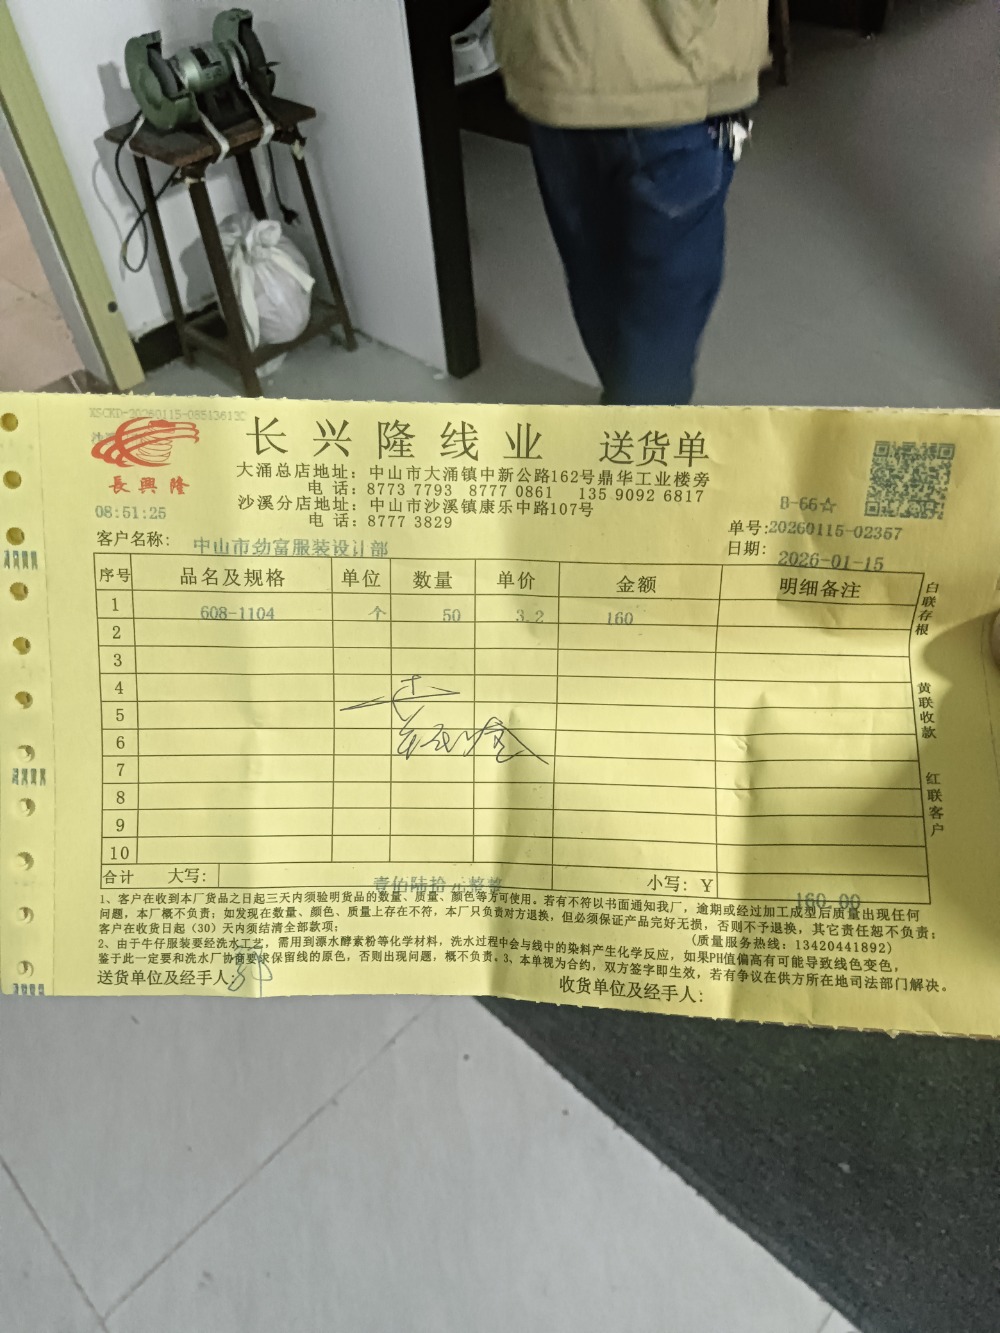 XSCKD-20260115-08513612C
長興隆
长兴隆线业 送货单
大涌总店地址：中山市大涌镇中新公路162号鼎华工业楼旁
电 话：8773 7793 8777 0861 135 9092 6817
沙溪分店地址：中山市沙溪镇康乐中路107号
电 话：8777 3829
08:51:25
8-66☆
单号:20260115-02357
客户名称：中山市劲富服装设计部
日期：2026-01-15
序号 品名及规格 单位 数量 单价 金额 明细备注
1 608-1104 个 50 3.2 160
2
3
4
5
6
7
8
9
10
合计 大写：壹佰陆拾元整整 小写：￥160.00
1、客户在收到本厂货品之日起三天内须验明货品的数量、质量、颜色等方可使用。若有不符以书面通知我厂，逾期或经过加工成型后质量出现任何
问题，本厂概不负责；如发现在数量、颜色、质量上存在不符，本厂只负责对方退换，但必须保证产品完好无损，否则不予退换，其它责任恕不负责；
客户在收货日起（30）天内须结清全部款项；
(质量服务热线：13420441892)
2、由于牛仔服装要经洗水工艺，需用到漂水酵素粉等化学材料，洗水过程中会与线中的染料产生化学反应，如果PH值偏高有可能导致线色变色，
鉴于此一定要和洗水厂协商要求保留线的原色，否则出现问题，概不负责。3、本单视为合约，双方签字即生效，若有争议在供方所在地司法部门解决。
送货单位及经手人:
收货单位及经手人:
白联存根
黄联收款
红联客户